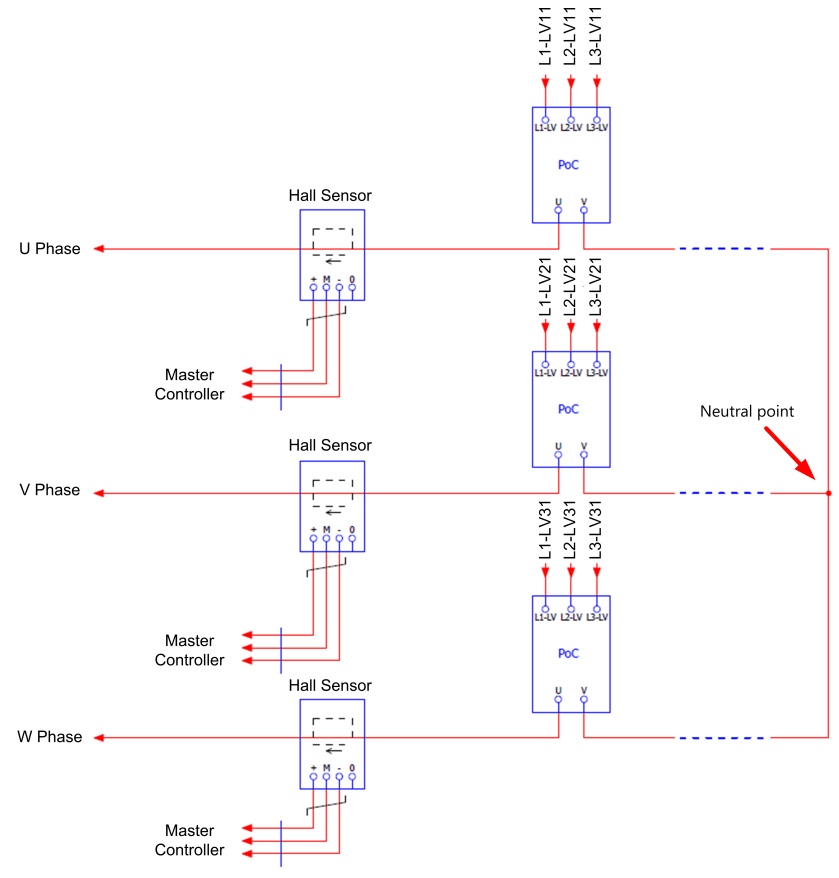 L1-LV11 L2-LV11 L3-LV11
L1-LV L2-LV L3-LV
PoC
U V
Hall Sensor
U Phase
+ M - 0
Master
Controller
L1-LV21 L2-LV21 L3-LV21
L1-LV L2-LV L3-LV
PoC
Neutral point
U V
Hall Sensor
V Phase
+ M - 0
Master
Controller
L1-LV31 L2-LV31 L3-LV31
L1-LV L2-LV L3-LV
PoC
U V
Hall Sensor
W Phase
+ M - 0
Master
Controller